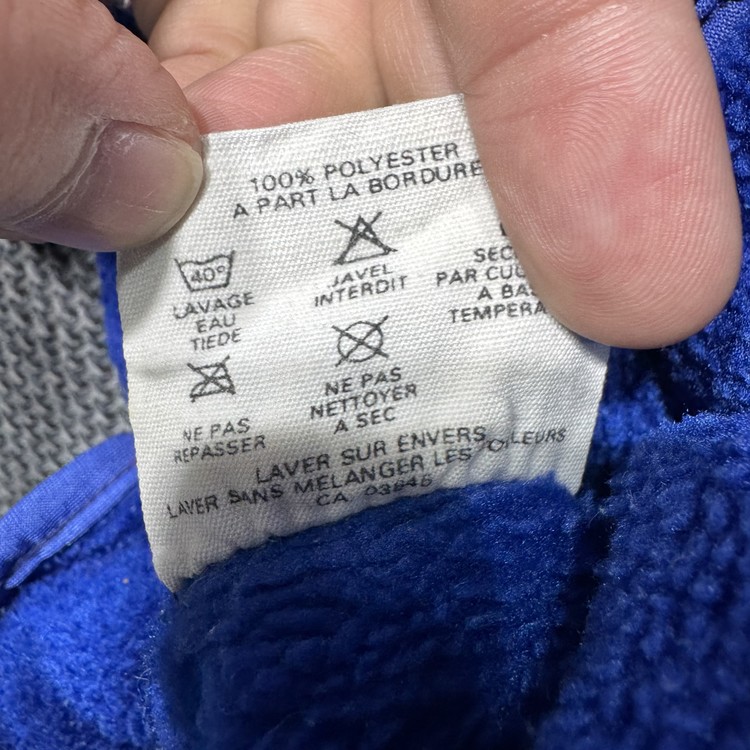 100% POLYESTER
A PART LA BORDURE
40°
LAVAGE
EAU
TIEDE
JAVEL
INTERDIT
PAR
A
NE PAS
REPASSER
NE PAS
NETTOYER
A SEC
LAVER SUR ENVERS
LAVER SANS MELANGER LES
CA